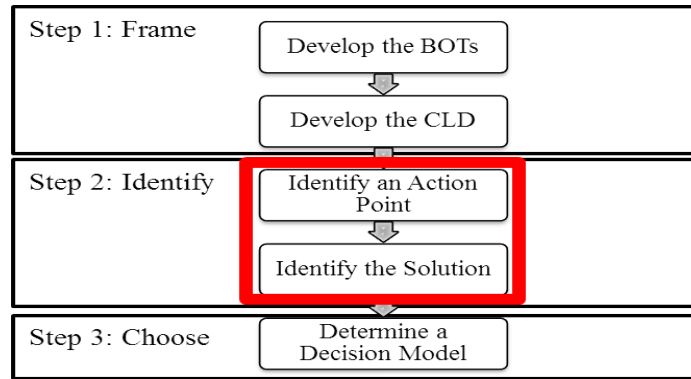 Step 1: Frame
Develop the BOTs
Develop the CLD
Step 2: Identify
Identify an Action
Point
Identify the Solution
Step 3: Choose
Determine a
Decision Model